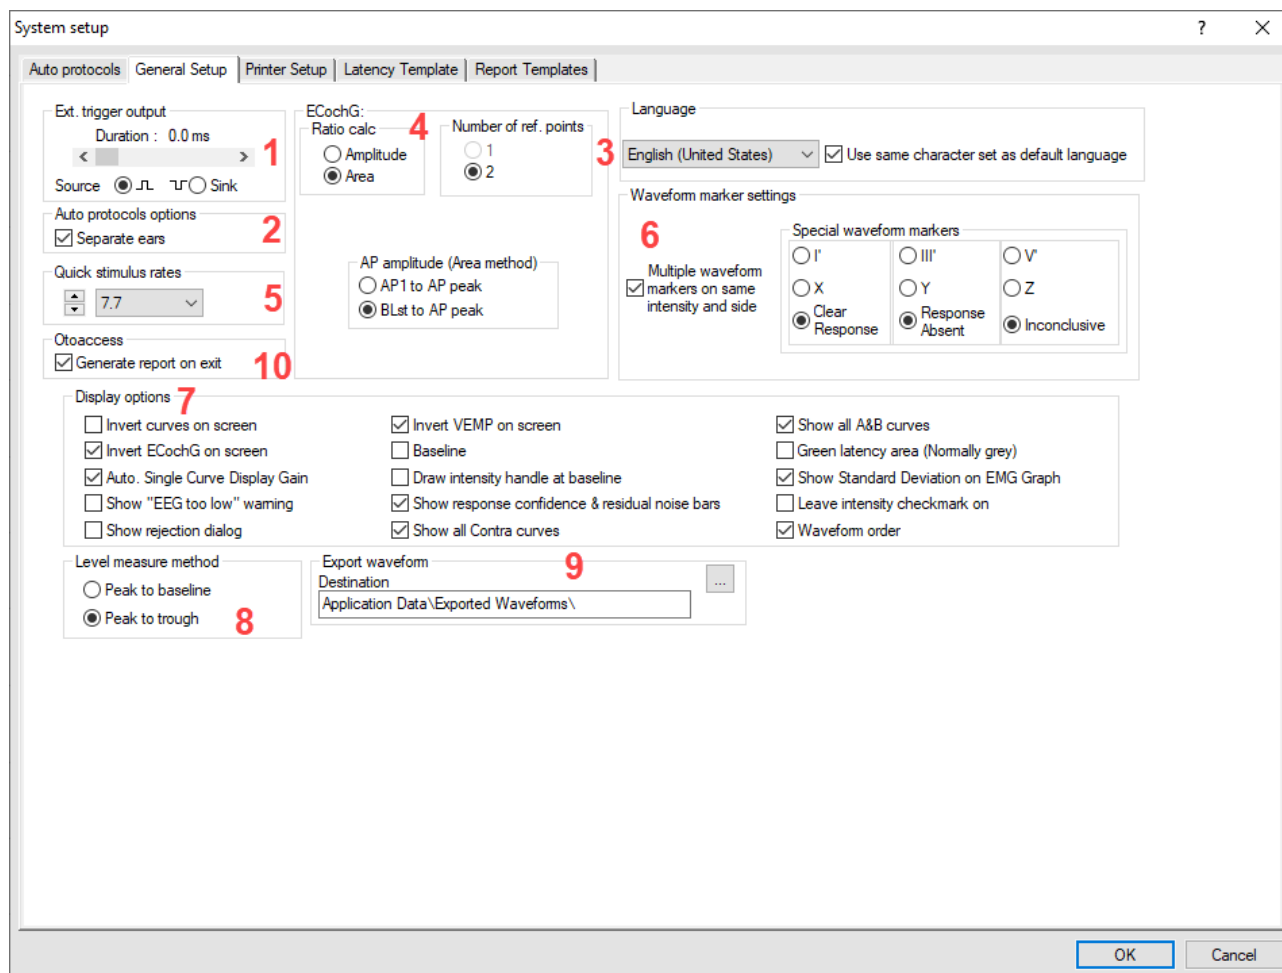 System setup
Auto protocols
General Setup
Printer Setup
Latency Template
Report Templates
Ext. trigger output
Duration : 0.0 ms
1
Source
Sink
Auto protocols options
2
Separate ears
Quick stimulus rates
7.7
5
Otoaccess
Generate report on exit
10
ECochG:
Ratio calc
4
Amplitude
Area
Number of ref. points
1
2
AP amplitude (Area method)
AP1 to AP peak
BLst to AP peak
Language
3
English (United States)
Use same character set as default language
Waveform marker settings
6
Multiple waveform
markers on same
intensity and side
Special waveform markers
I'
III'
V'
X
Y
Z
Clear
Response
Response
Absent
Inconclusive
7
Display options
Invert curves on screen
Invert ECochG on screen
Auto. Single Curve Display Gain
Show "EEG too low" warning
Show rejection dialog
Invert VEMP on screen
Baseline
Draw intensity handle at baseline
Show response confidence & residual noise bars
Show all Contra curves
Show all A&B curves
Green latency area (Normally grey)
Show Standard Deviation on EMG Graph
Leave intensity checkmark on
Waveform order
Level measure method
Peak to baseline
Peak to trough
8
Export waveform
9
Destination
...
Application Data\Exported Waveforms\
OK
Cancel